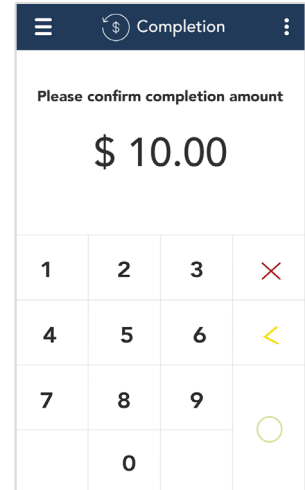 $ Completion
Please confirm completion amount
$ 10.00
1 2 3
4 5 6
7 8 9
0